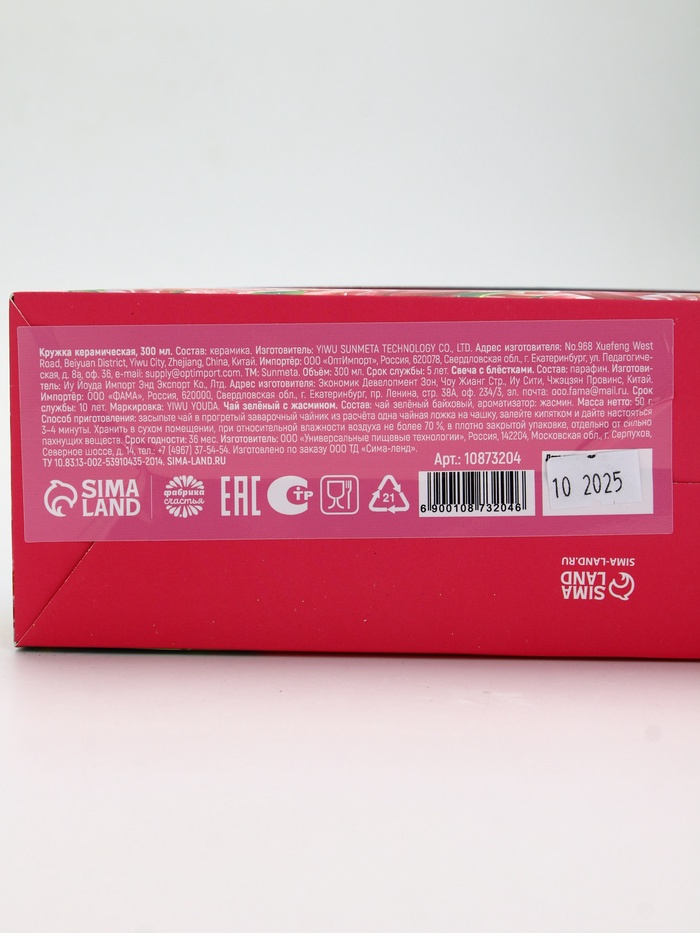 Кружка керамическая, 300 мл. Состав: керамика. Изготовитель: YIWU SUNMETA TECHNOLOGY CO., LTD. Адрес изготовителя: No.968 Xuefeng West
Road, Beiyuan District, Yiwu City, Zhejiang, China, Китай. Импортёр: ООО «ОптИмпорт», Россия, 620078, Свердловская обл., г. Екатеринбург, ул. Педагогиче-
ская, д. 8а, оф. 36, e-mail: supply@optimport.com. TM: Sunmeta. Объём: 300 мл. Срок службы: 5 лет. Свеча с блёстками. Состав: парафин. Изготови-
тель: Иу Йоуда Импорт Энд Экспорт Ко., Лтд. Адрес изготовителя: Экономик Девелопмент Зон, Чоу Жианг Стр., Иу Сити, Чжэцзян Провинс, Китай.
Импортёр: ООО «ФАМА», Россия, 620000, Свердловская обл., г. Екатеринбург, пр. Ленина, стр. 38А, оф. 234/3, эл. почта: ooo.fama@mail.ru. Срок
службы: 10 лет. Маркировка: YIWU YOUDA. Чай зелёный с жасмином. Состав: чай зелёный байховый, ароматизатор: жасмин. Масса нетто: 50 г.
Способ приготовления: засыпьте чай в прогретый заварочный чайник из расчёта одна чайная ложка на чашку, залейте кипятком и дайте настояться
3–4 минуты. Хранить в сухом помещении, при относительной влажности воздуха не более 70 %, в плотно закрытой упаковке, отдельно от сильно
пахнущих веществ. Срок годности: 36 мес. Изготовитель: ООО «Универсальные пищевые технологии», Россия, 142204, Московская обл., г. Серпухов,
Северное шоссе, д. 14, тел.: +7 (4967) 37-54-54. Изготовлено по заказу ООО ТД «Сима-ленд».
ТУ 10.83.13-002-53910435-2014. SIMA-LAND.RU
Арт.: 10873204
SIMA
LAND
фабрика
счастья
ЕАС
СТР
21
6 900108 732046
10 2025
SIMA
LAND
SIMA-LAND.RU